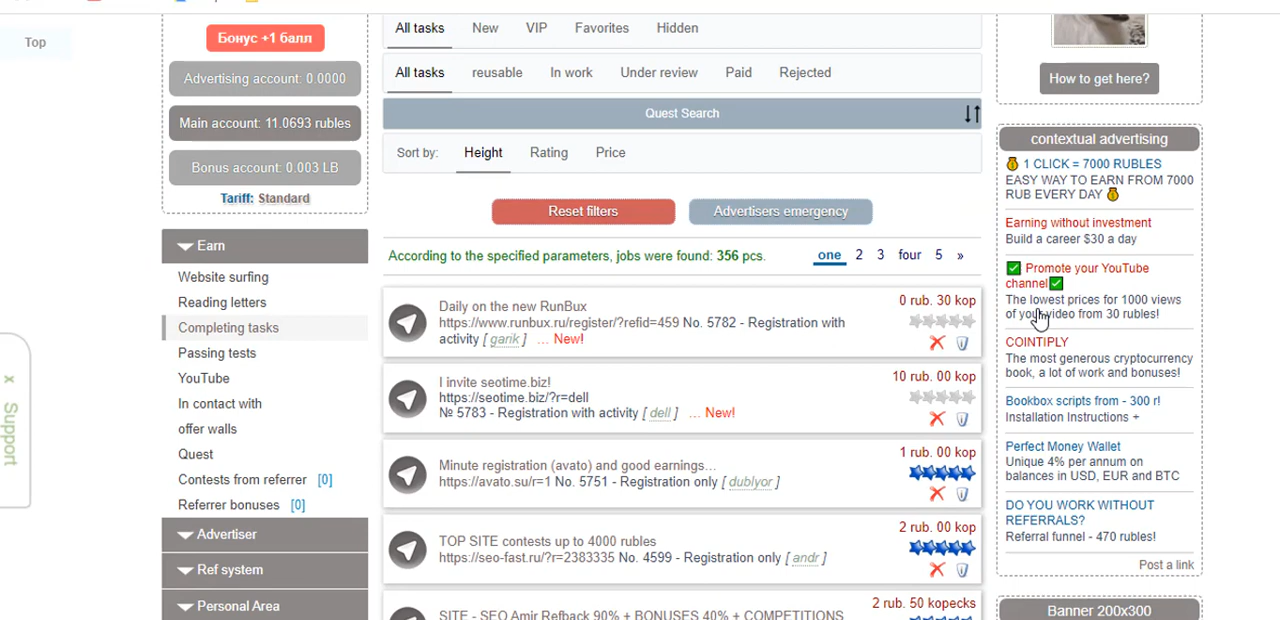 Top
Бонус +1 балл
Advertising account: 0.0000
Main account: 11.0693 rubles
Bonus account: 0.003 LB
Tariff: Standard
Earn
Website surfing
Reading letters
Completing tasks
Passing tests
YouTube
In contact with
offer walls
Quest
Contests from referrer [0]
Referrer bonuses [0]
Advertiser
Ref system
Personal Area
x Support
All tasks New VIP Favorites Hidden
All tasks reusable In work Under review Paid Rejected
Quest Search
Sort by: Height Rating Price
Reset filters Advertisers emergency
According to the specified parameters, jobs were found: 356 pcs. one 2 3 four 5 »
Daily on the new RunBux 0 rub. 30 kop
https://www.runbux.ru/register/?refid=459 No. 5782 - Registration with
activity [ garik ] ... New!
I invite seotime.biz! 10 rub. 00 kop
https://seotime.biz/?r=dell
№ 5783 - Registration with activity [ dell ] ... New!
1 rub. 00 kop
Minute registration (avato) and good earnings...
https://avato.su/r=1 No. 5751 - Registration only [ dublyor ]
2 rub. 00 kop
TOP SITE contests up to 4000 rubles
https://seo-fast.ru/?r=2383335 No. 4599 - Registration only [ andr ]
2 rub. 50 kopecks
SITE - SEO Amir Refback 90% + BONUSES 40% + COMPETITIONS
How to get here?
contextual advertising
1 CLICK = 7000 RUBLES
EASY WAY TO EARN FROM 7000
RUB EVERY DAY
Earning without investment
Build a career $30 a day
Promote your YouTube
channel
The lowest prices for 1000 views
of your video from 30 rubles!
COINTIPLY
The most generous cryptocurrency
book, a lot of work and bonuses!
Bookbox scripts from - 300 r!
Installation Instructions +
Perfect Money Wallet
Unique 4% per annum on
balances in USD, EUR and BTC
DO YOU WORK WITHOUT
REFERRALS?
Referral funnel - 470 rubles!
Post a link
Banner 200x300